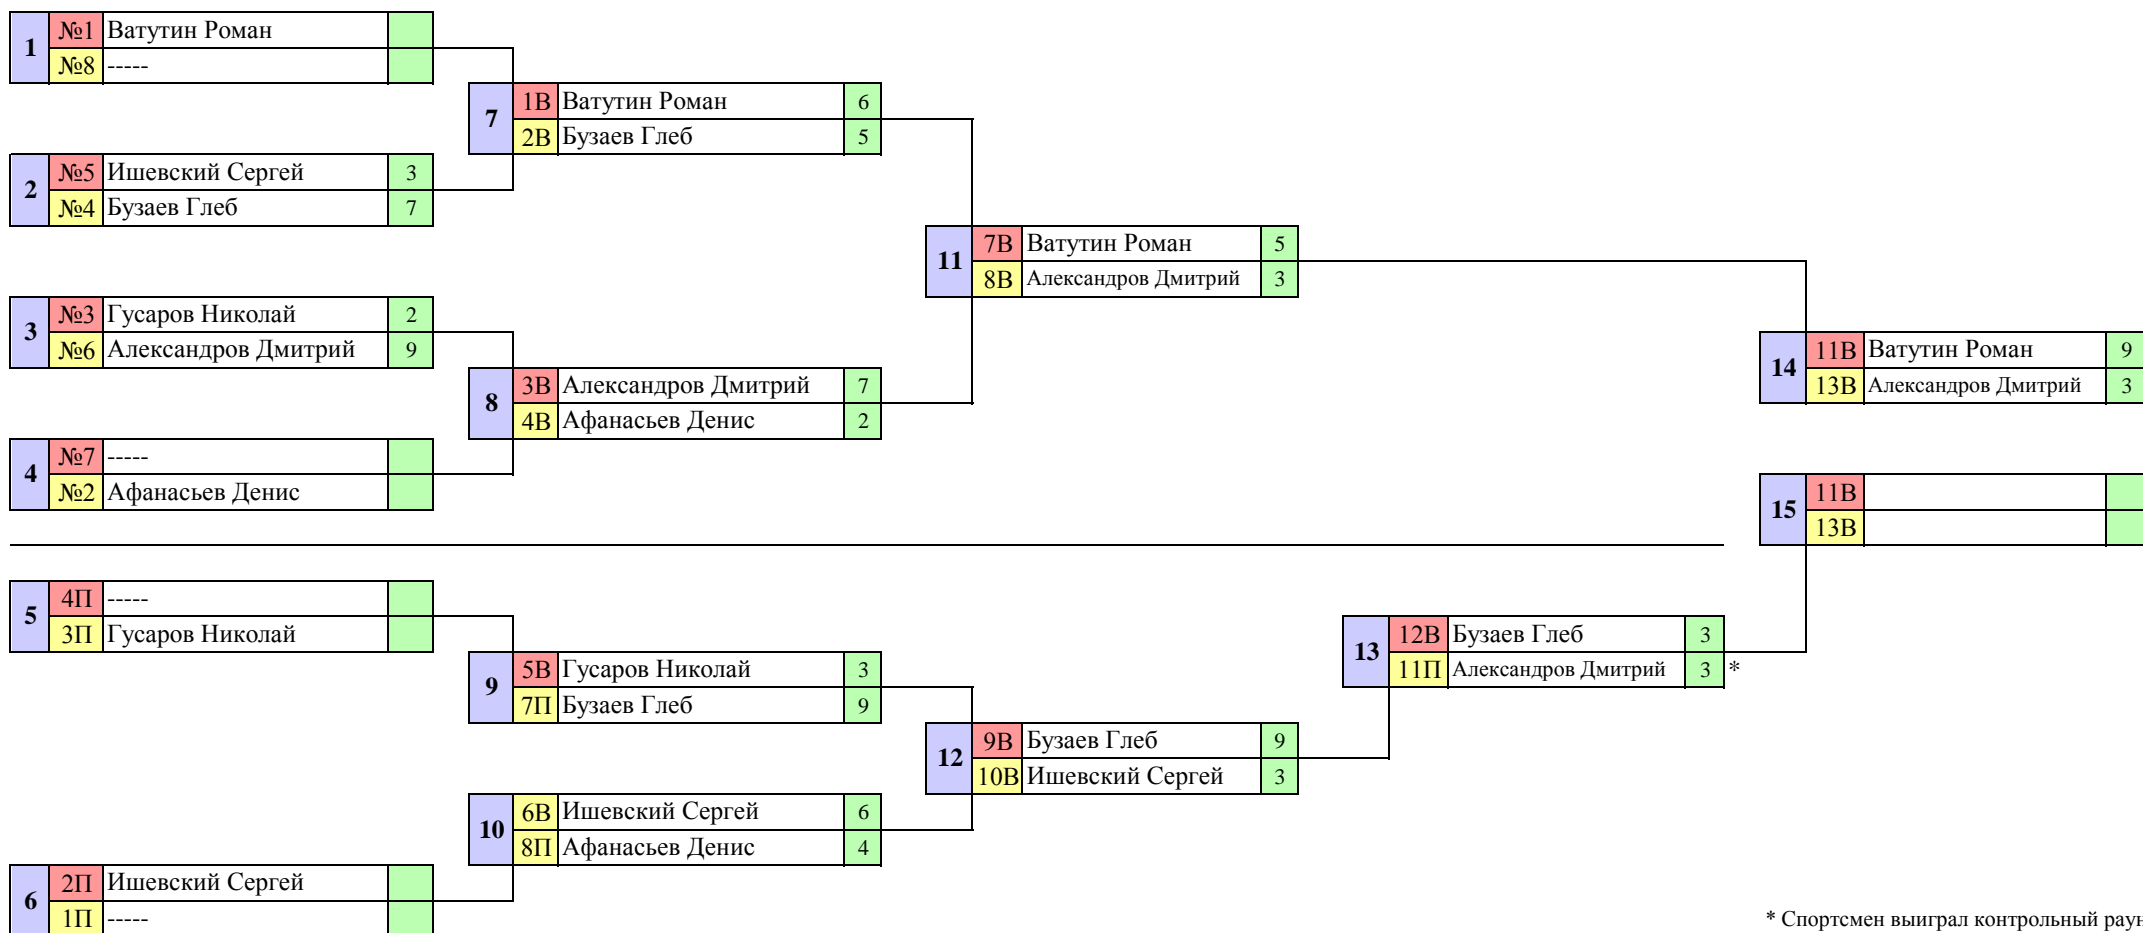 1
№1 Ватутин Роман
№8 -----
2
№5 Ишевский Сергей 3
№4 Бузаев Глеб 7
3
№3 Гусаров Николай 2
№6 Александров Дмитрий 9
4
№7 -----
№2 Афанасьев Денис
7
1В Ватутин Роман 6
2В Бузаев Глеб 5
8
3В Александров Дмитрий 7
4В Афанасьев Денис 2
11
7В Ватутин Роман 5
8В Александров Дмитрий 3
14
11В Ватутин Роман 9
13В Александров Дмитрий 3
15
11В
13В
5
4П -----
3П Гусаров Николай
6
2П Ишевский Сергей
1П -----
9
5В Гусаров Николай 3
7П Бузаев Глеб 9
10
6В Ишевский Сергей 6
8П Афанасьев Денис 4
12
9В Бузаев Глеб 9
10В Ишевский Сергей 3
13
12В Бузаев Глеб 3
11П Александров Дмитрий 3 *
* Спортсмен выиграл контрольный раун